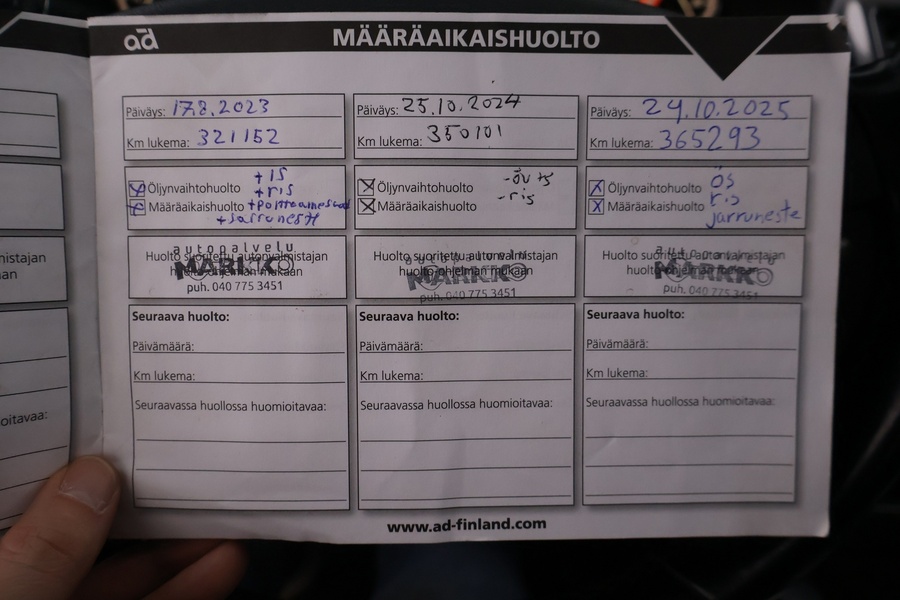 ad
MÄÄRÄAIKAISHUOLTO
Päiväys: 17.8.2023
Km lukema: 321152
Öljynvaihtohuolto
Määräaikaishuolto
+ ris
+ jarruneste
autopalvelu
Huolto suoritettu autonvalmistajan
MARKKO
huolto-ohjelman mukaan
puh. 040 775 3451
Seuraava huolto:
Päivämäärä:
Km lukema:
Seuraavassa huollossa huomioitavaa:
Päiväys: 25.10.2024
Km lukema: 350101
Öljynvaihtohuolto
Määräaikaishuolto
- ris
Huolto suoritettu autonvalmistajan
huolto-ohjelman mukaan
MARKKO
puh. 040 775 3451
Seuraava huolto:
Päivämäärä:
Km lukema:
Seuraavassa huollossa huomioitavaa:
Päiväys: 29.10.2025
Km lukema: 365293
Öljynvaihtohuolto ös
Määräaikaishuolto ris
jarruneste
Huolto suoritettu autonvalmistajan
huolto-ohjelman mukaan
MARKKO
puh. 040 775 3451
Seuraava huolto:
Päivämäärä:
Km lukema:
Seuraavassa huollossa huomioitavaa:
mistajan
an
oitavaa:
www.ad-finland.com